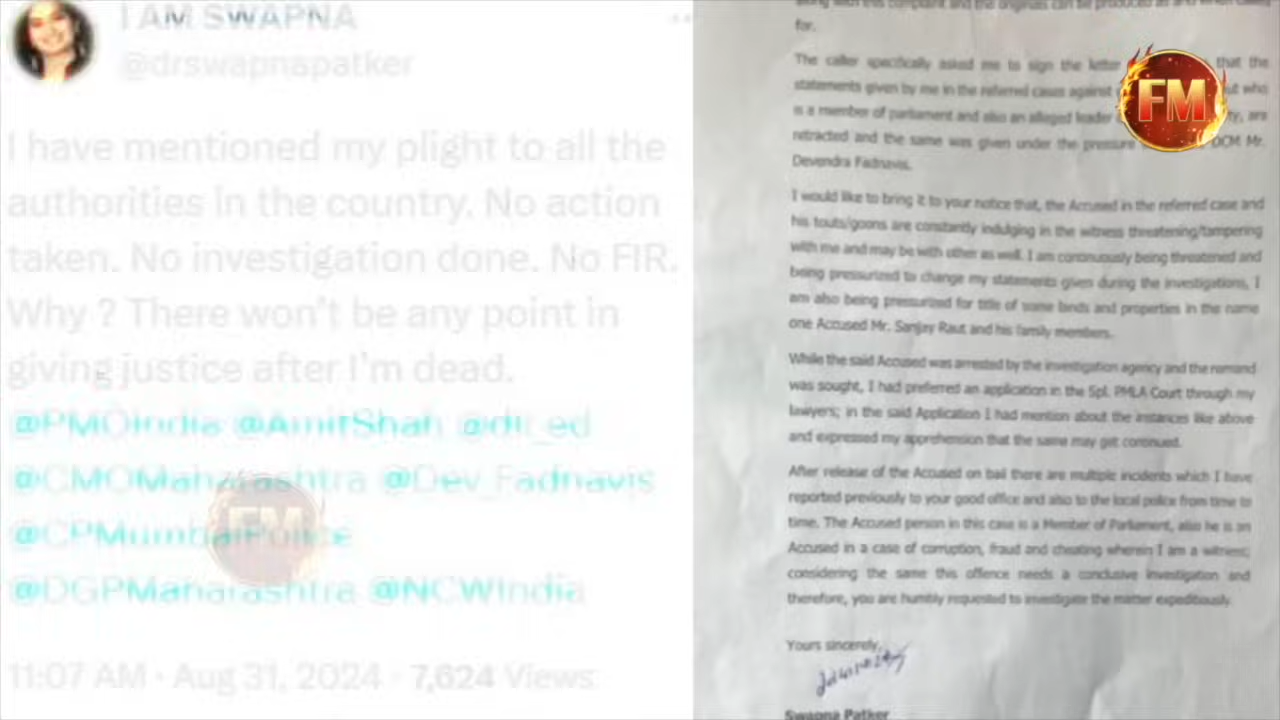 I AM SWAPNA
@drswapnapatker
I have mentioned my plight to all the
authorities in the country. No action
taken. No investigation done. No FIR.
Why ? There won't be any point in
giving justice after I'm dead.
@PMOIndia @AmitShah @dir_ed
@CMOMaharashtra @Dev_Fadnavis
@CPMumbaiPolice
@DGPMaharashtra @NCWIndia
11:07 AM · Aug 31, 2024 · 7,624 Views
FM
along with this complaint and the originals can be produced as and when called
for.
The caller specifically asked me to sign the letter that the
statements given by me in the referred cases against who
is a member of parliament and also an alleged leader are
retracted and the same was given under the pressure DCM Mr.
Devendra Fadnavis.
I would like to bring it to your notice that, the Accused in the referred case and
his touts/goons are constantly indulging in the witness threatening/tampering
with me and may be with other as well. I am continuously being threatened and
being pressurized to change my statements given during the investigations, I
am also being pressurized for title of some lands and properties in the name
one Accused Mr. Sanjay Raut and his family members.
While the said Accused was arrested by the investigation agency and the remand
was sought, I had preferred an application in the Spl. PMLA Court through my
lawyers; in the said Application I had mention about the instances like above
and expressed my apprehension that the same may get continued.
After release of the Accused on bail there are multiple incidents which I have
reported previously to your good office and also to the local police from time to
time. The Accused person in this case is a Member of Parliament, also he is an
Accused in a case of corruption, fraud and cheating wherein I am a witness;
considering the same this offence needs a conclusive investigation and
therefore, you are humbly requested to investigate the matter expeditiously.
Yours sincerely,
Swapna Patker
FM